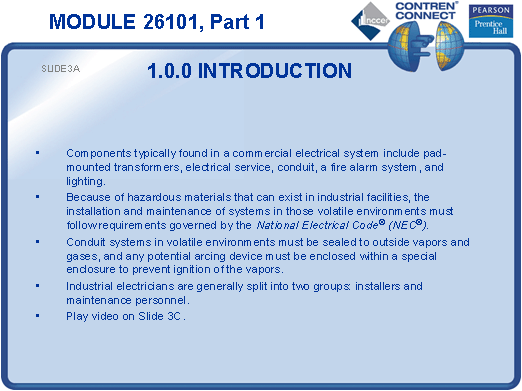 MODULE 26101, Part 1
nccer
CONTREN®
CONNECT
PEARSON
Prentice
Hall
SLIDE 3A
1.0.0 INTRODUCTION
• Components typically found in a commercial electrical system include pad-
mounted transformers, electrical service, conduit, a fire alarm system, and
lighting.
• Because of hazardous materials that can exist in industrial facilities, the
installation and maintenance of systems in those volatile environments must
follow requirements governed by the National Electrical Code® (NEC®).
• Conduit systems in volatile environments must be sealed to outside vapors and
gases, and any potential arcing device must be enclosed within a special
enclosure to prevent ignition of the vapors.
• Industrial electricians are generally split into two groups: installers and
maintenance personnel.
• Play video on Slide 3C.